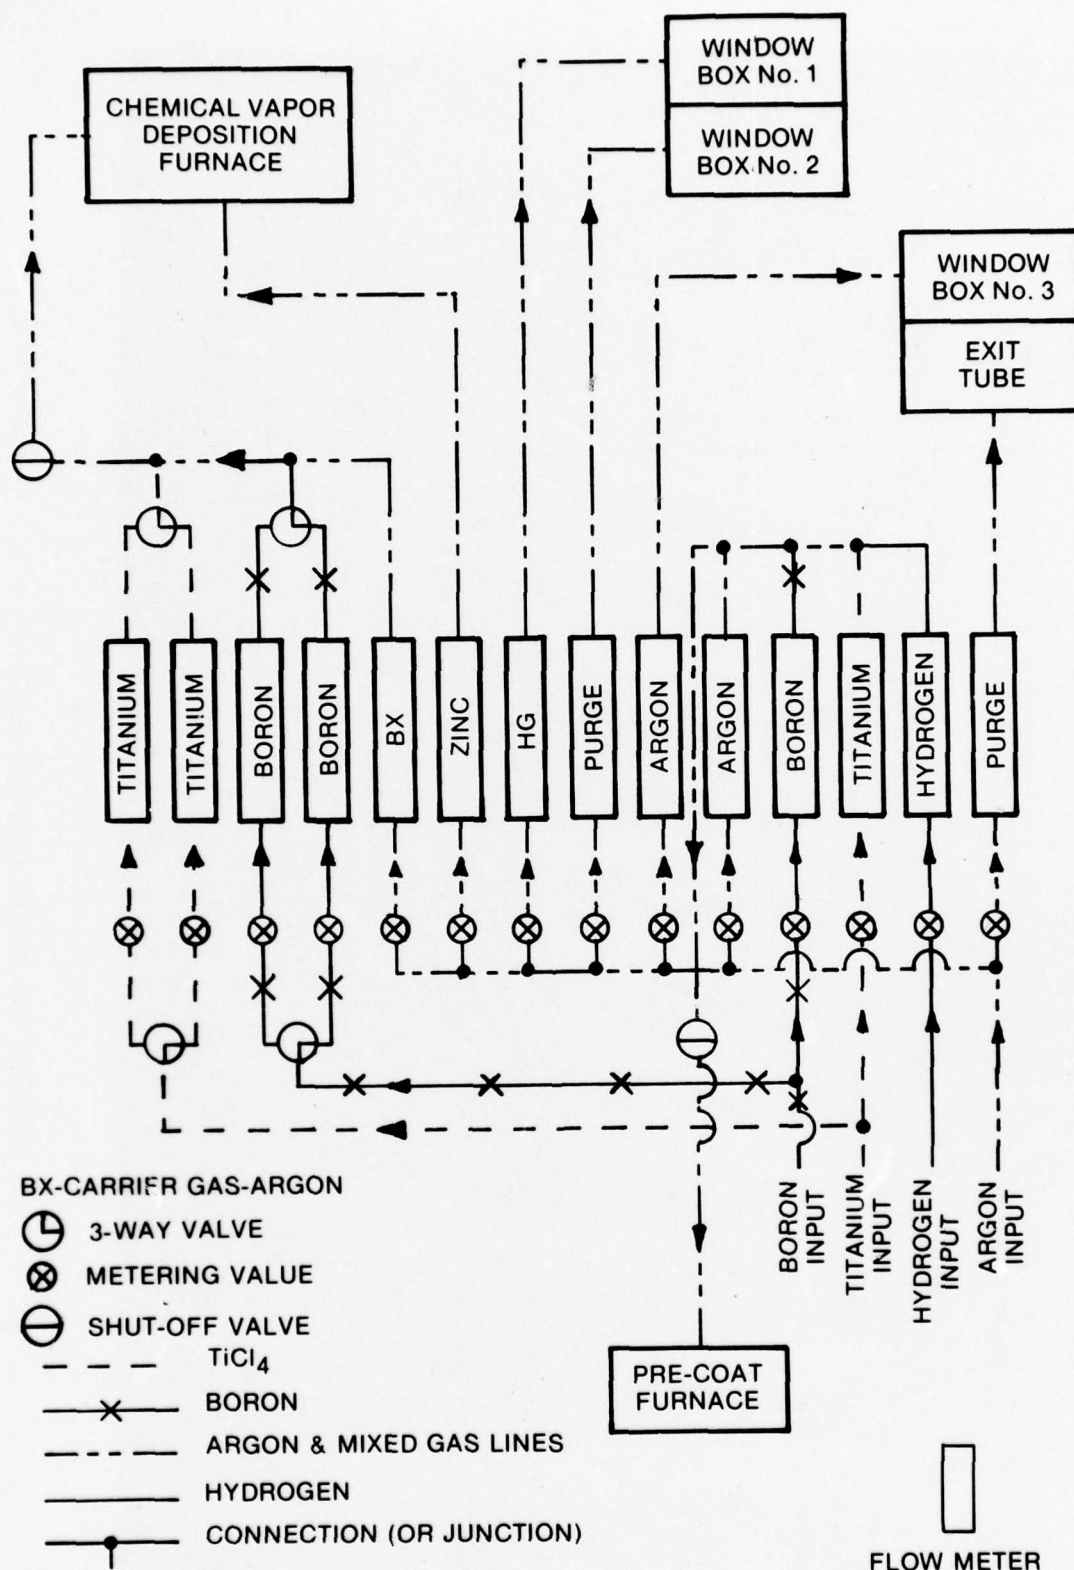 WINDOW
BOX No. 1
WINDOW
BOX No. 2
CHEMICAL VAPOR
DEPOSITION
FURNACE
WINDOW
BOX No. 3
EXIT
TUBE
TITANIUM
TITANIUM
BORON
BORON
BX
ZINC
HG
PURGE
ARGON
ARGON
BORON
TITANIUM
HYDROGEN
PURGE
BORON
INPUT
TITANIUM
INPUT
HYDROGEN
INPUT
ARGON
INPUT
BX-CARRIER GAS-ARGON
3-WAY VALVE
METERING VALUE
SHUT-OFF VALVE
TiCl4
BORON
ARGON & MIXED GAS LINES
HYDROGEN
CONNECTION (OR JUNCTION)
PRE-COAT
FURNACE
FLOW METER